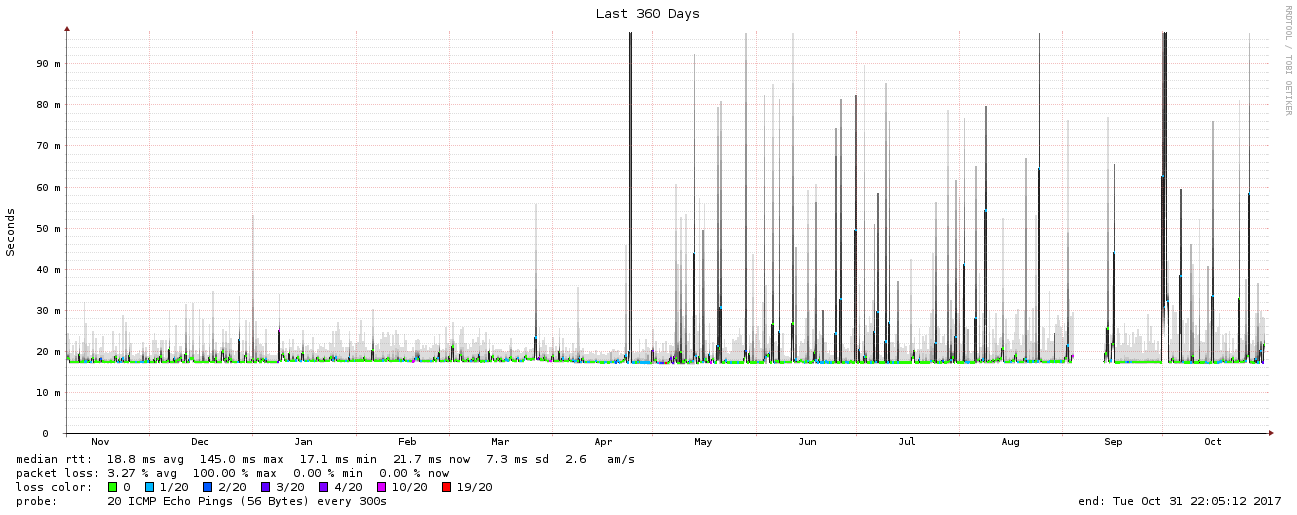 Last 360 Days
RRDTOOL / TOBI OETIKER
Seconds
90 m
80 m
70 m
60 m
50 m
40 m
30 m
20 m
10 m
0
Nov Dec Jan Feb Mar Apr May Jun Jul Aug Sep Oct
median rtt: 18.8 ms avg 145.0 ms max 17.1 ms min 21.7 ms now 7.3 ms sd 2.6 am/s
packet loss: 3.27 % avg 100.00 % max 0.00 % min 0.00 % now
loss color: 0 1/20 2/20 3/20 4/20 10/20 19/20
probe: 20 ICMP Echo Pings (56 Bytes) every 300s end: Tue Oct 31 22:05:12 2017